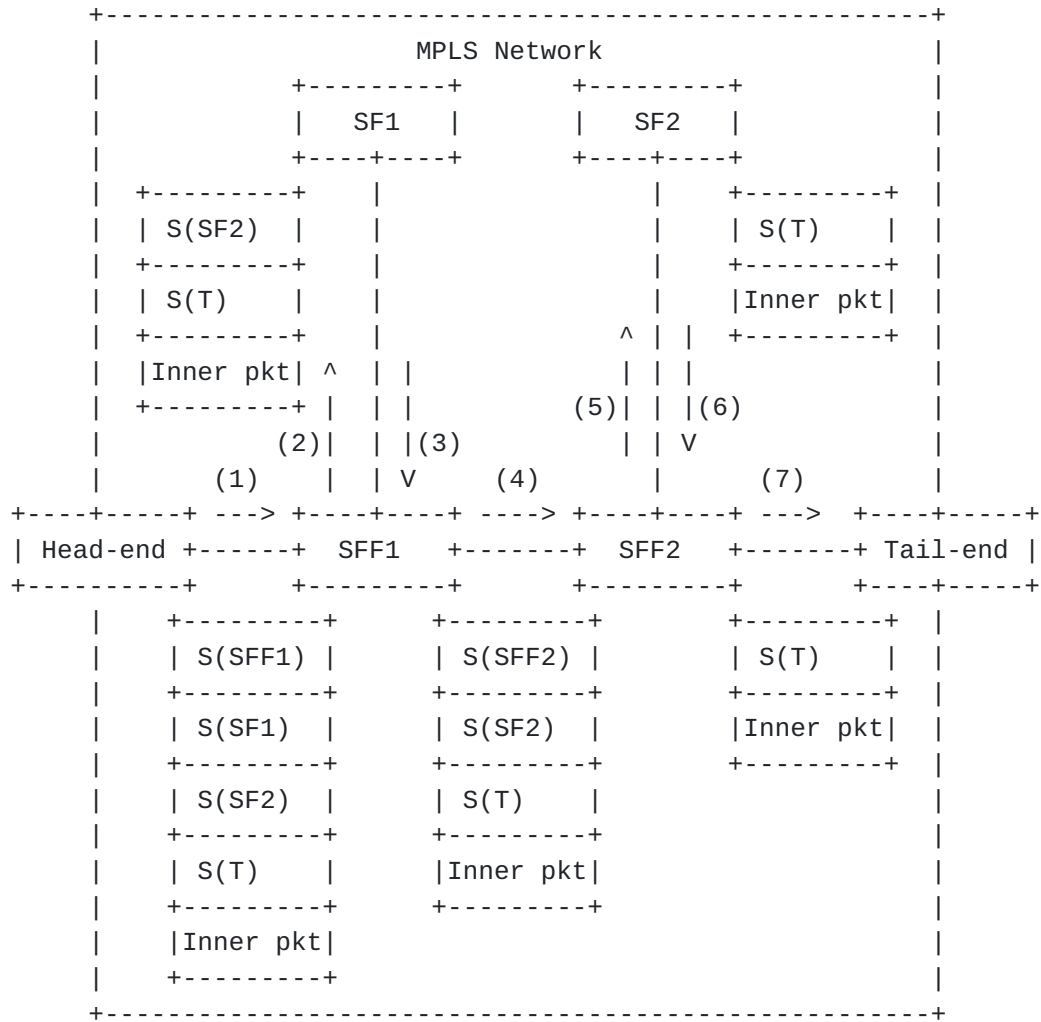 +---------------------------------------------------+
     |                    MPLS Network                   |
     |            +---------+       +---------+            |
     |            |   SF1   |       |   SF2   |            |
     |            +----+----+       +----+----+            |
     |  +---------+    |                 |    +---------+  |
     |  | S(SF2)  |    |                 |    | S(T)    |  |
     |  +---------+    |                 |    +---------+  |
     |  | S(T)    |    |                 |    |Inner pkt|  |
     |  +---------+    |               ^ | |  +---------+  |
     |  |Inner pkt| ^  | |             | | |               |
     |  +---------+ |  | |          (5)| | |(6)            |
     |           (2)|  | |(3)          | | V               |
     |       (1)    |  | V     (4)       |      (7)        |
+----+-----+ ---> +----+----+ ----> +----+----+ --->  +----+-----+
| Head-end +------+  SFF1   +-------+  SFF2   +-------+ Tail-end |
+----------+      +---------+       +---------+       +----+-----+
     |    +---------+      +---------+        +---------+  |
     |    | S(SFF1) |      | S(SFF2) |        | S(T)    |  |
     |    +---------+      +---------+        +---------+  |
     |    | S(SF1)  |      | S(SF2)  |        |Inner pkt|  |
     |    +---------+      +---------+        +---------+  |
     |    | S(SF2)  |      | S(T)    |                     |
     |    +---------+      +---------+                     |
     |    | S(T)    |      |Inner pkt|                     |
     |    +---------+      +---------+                     |
     |    |Inner pkt|                                      |
     |    +---------+                                      |
     +---------------------------------------------------+